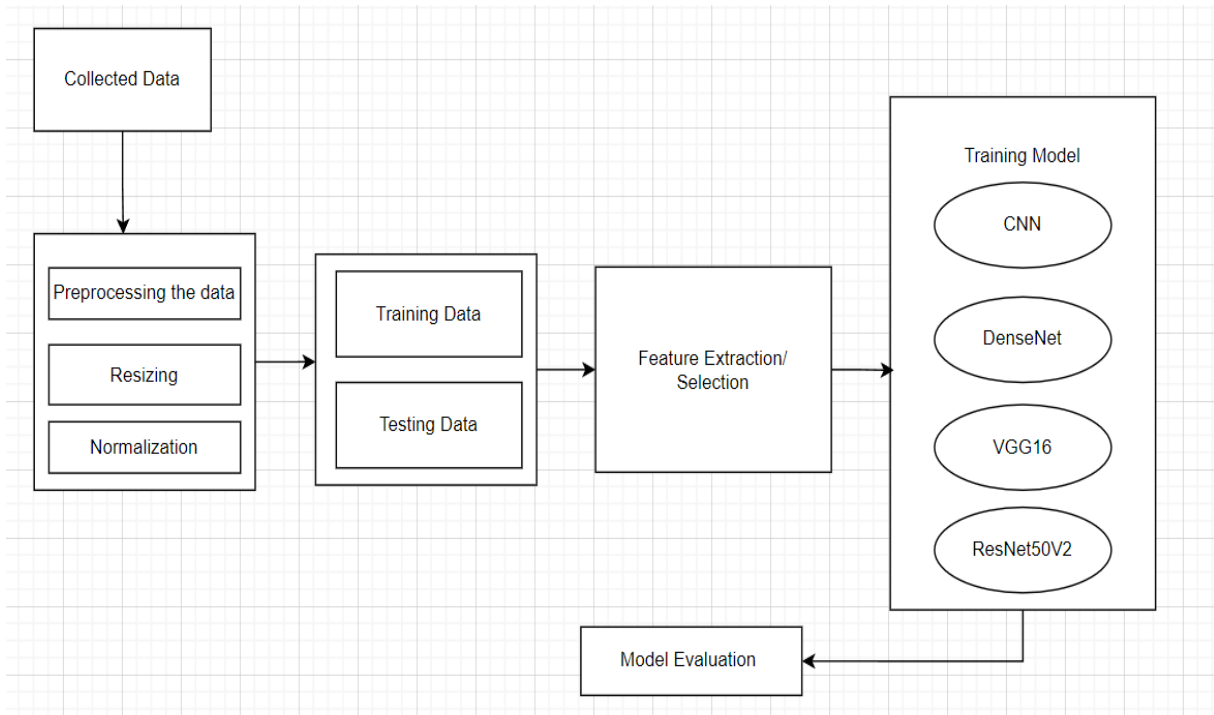 Collected Data
Preprocessing the data
Resizing
Normalization
Training Data
Testing Data
Feature Extraction/
Selection
Training Model
CNN
DenseNet
VGG16
ResNet50V2
Model Evaluation